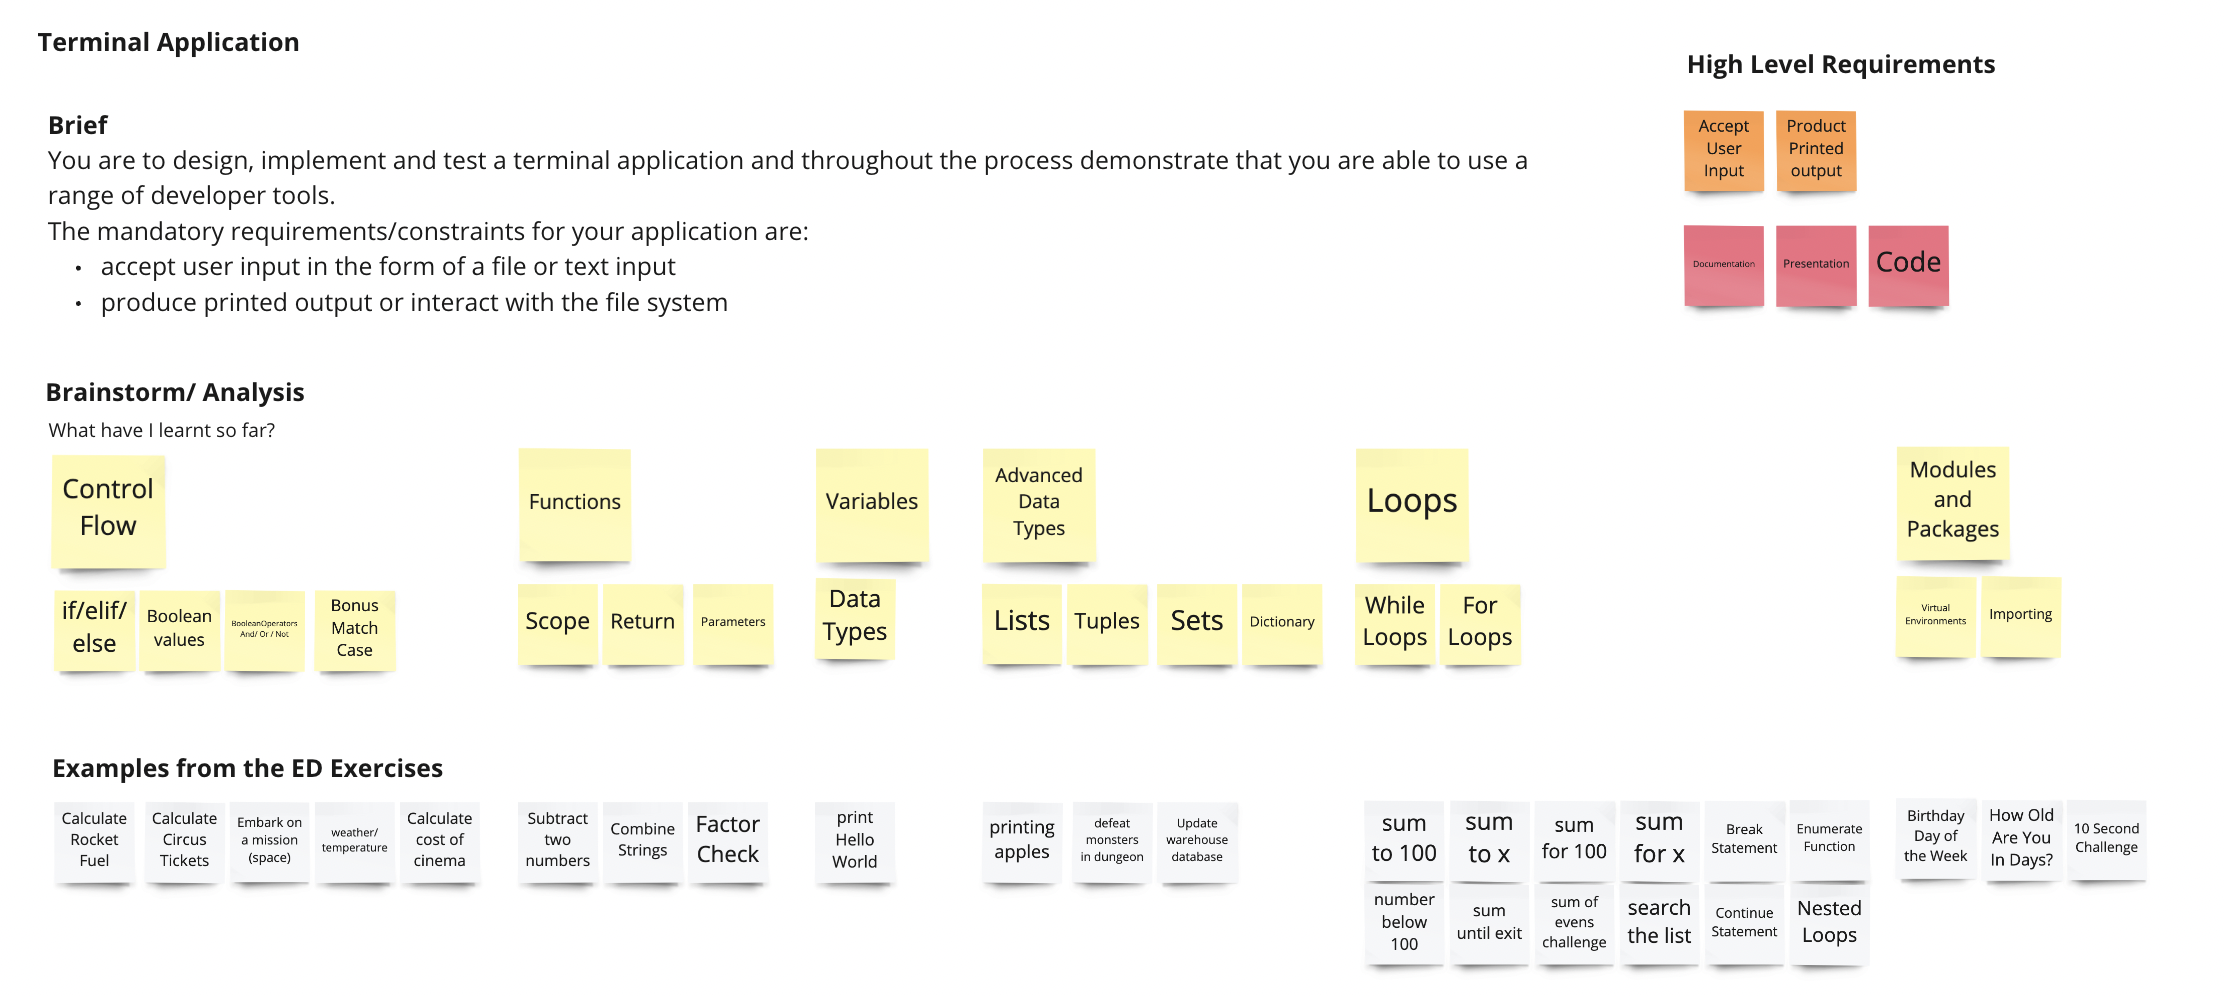 Terminal Application
High Level Requirements
Brief
You are to design, implement and test a terminal application and throughout the process demonstrate that you are able to use a
range of developer tools.
The mandatory requirements/constraints for your application are:
• accept user input in the form of a file or text input
• produce printed output or interact with the file system
Accept
User
Input
Product
Printed
output
Documentation
Presentation
Code
Brainstorm/ Analysis
What have I learnt so far?
Control
Flow
Functions
Variables
Advanced
Data
Types
Loops
Modules
and
Packages
if/elif/
else
Boolean
values
BooleanOperators
And/ Or / Not
Bonus
Match
Case
Scope
Return
Parameters
Data
Types
Lists
Tuples
Sets
Dictionary
While
Loops
For
Loops
Virtual
Environments
Importing
Examples from the ED Exercises
Calculate
Rocket
Fuel
Calculate
Circus
Tickets
Embark on
a mission
(space)
weather/
temperature
Calculate
cost of
cinema
Subtract
two
numbers
Combine
Strings
Factor
Check
print
Hello
World
printing
apples
defeat
monsters
in dungeon
Update
warehouse
database
sum
to 100
sum
to x
sum
for 100
sum
for x
Break
Statement
Enumerate
Function
Birthday
Day of
the Week
How Old
Are You
In Days?
10 Second
Challenge
number
below
100
sum
until exit
sum of
evens
challenge
search
the list
Continue
Statement
Nested
Loops